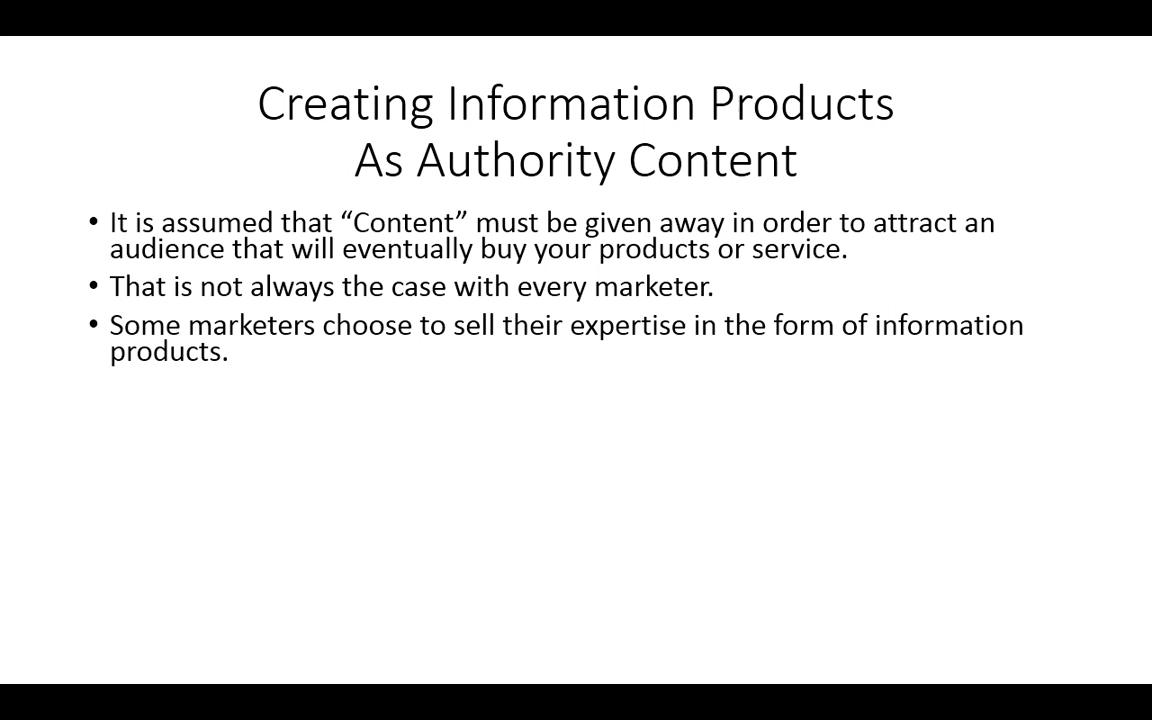 Creating Information Products
As Authority Content
• It is assumed that “Content” must be given away in order to attract an
audience that will eventually buy your products or service.
• That is not always the case with every marketer.
• Some marketers choose to sell their expertise in the form of information
products.